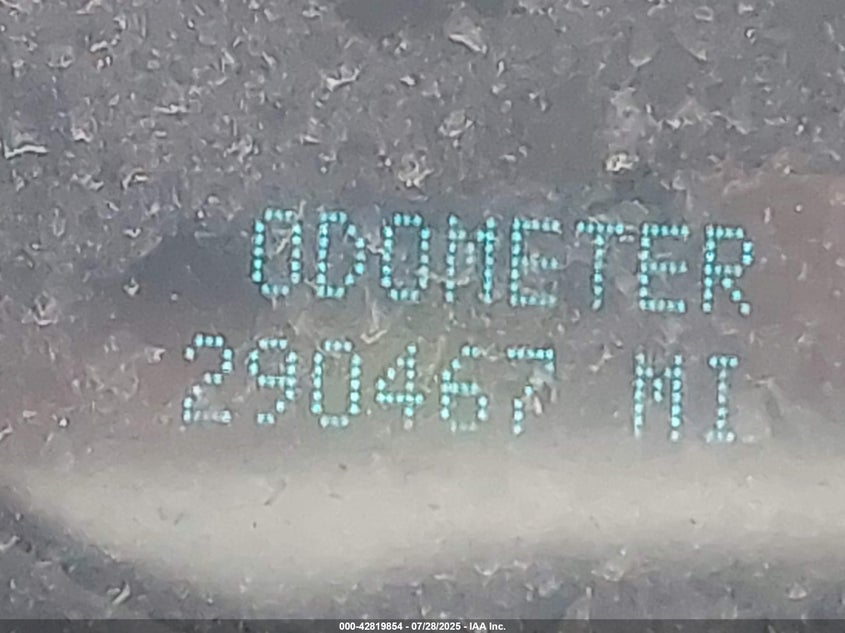 ODOMETER
290467 MI
000-42819854 - 07/28/2025 - IAA Inc.